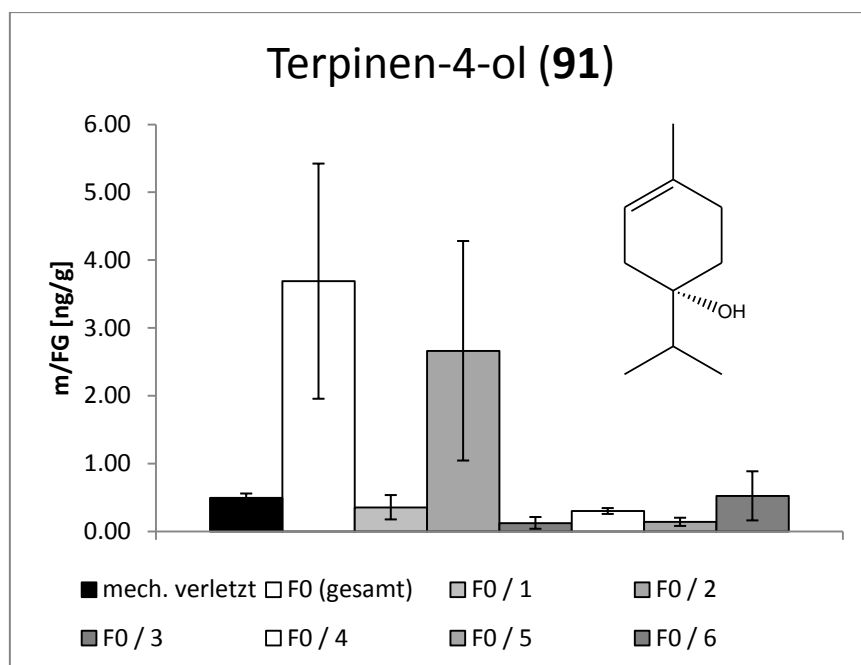 Terpinen-4-ol (91)
6.00
5.00
4.00
3.00
2.00
1.00
0.00
m/FG [ng/g]
OH
mech. verletzt F0 (gesamt) F0 / 1 F0 / 2
F0 / 3 F0 / 4 F0 / 5 F0 / 6